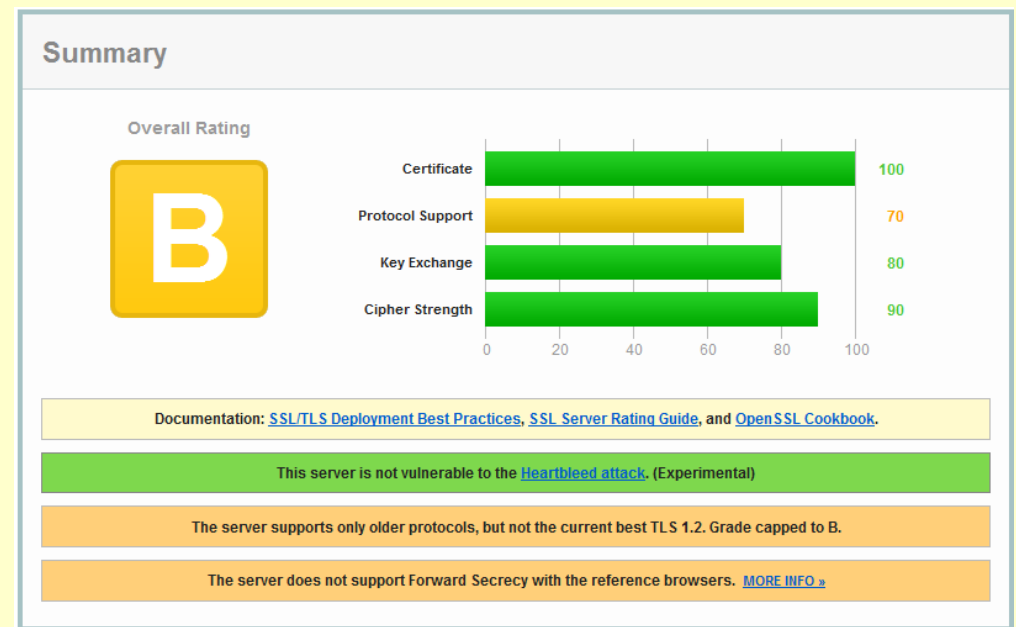 Summary
Overall Rating
B
Certificate 100
Protocol Support 70
Key Exchange 80
Cipher Strength 90
0 20 40 60 80 100
Documentation: SSL/TLS Deployment Best Practices, SSL Server Rating Guide, and OpenSSL Cookbook.
This server is not vulnerable to the Heartbleed attack. (Experimental)
The server supports only older protocols, but not the current best TLS 1.2. Grade capped to B.
The server does not support Forward Secrecy with the reference browsers. MORE INFO »